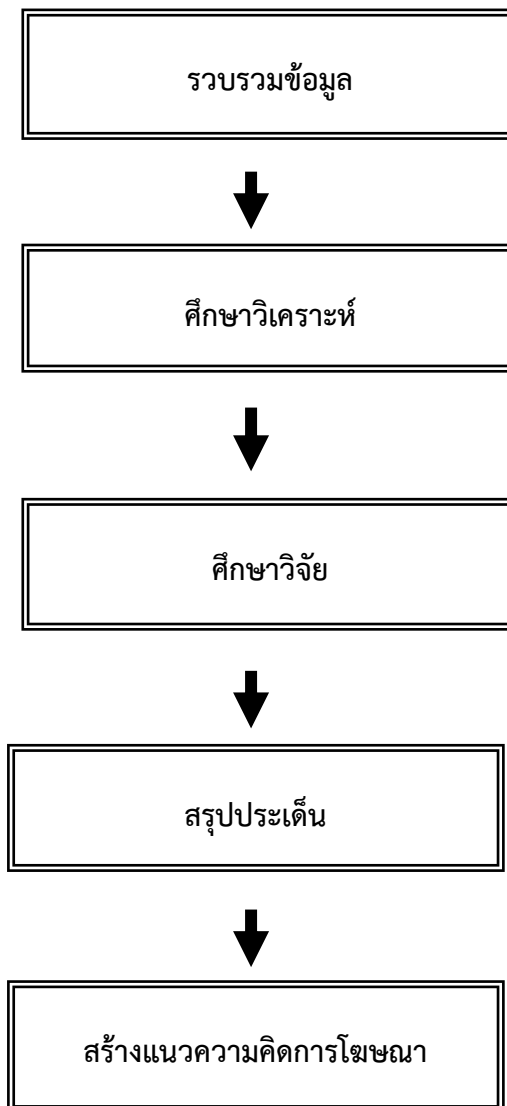 รวบรวมข้อมูล
ศึกษาวิเคราะห์
ศึกษาวิจัย
สรุปประเด็น
สร้างแนวความคิดการโฆษณา